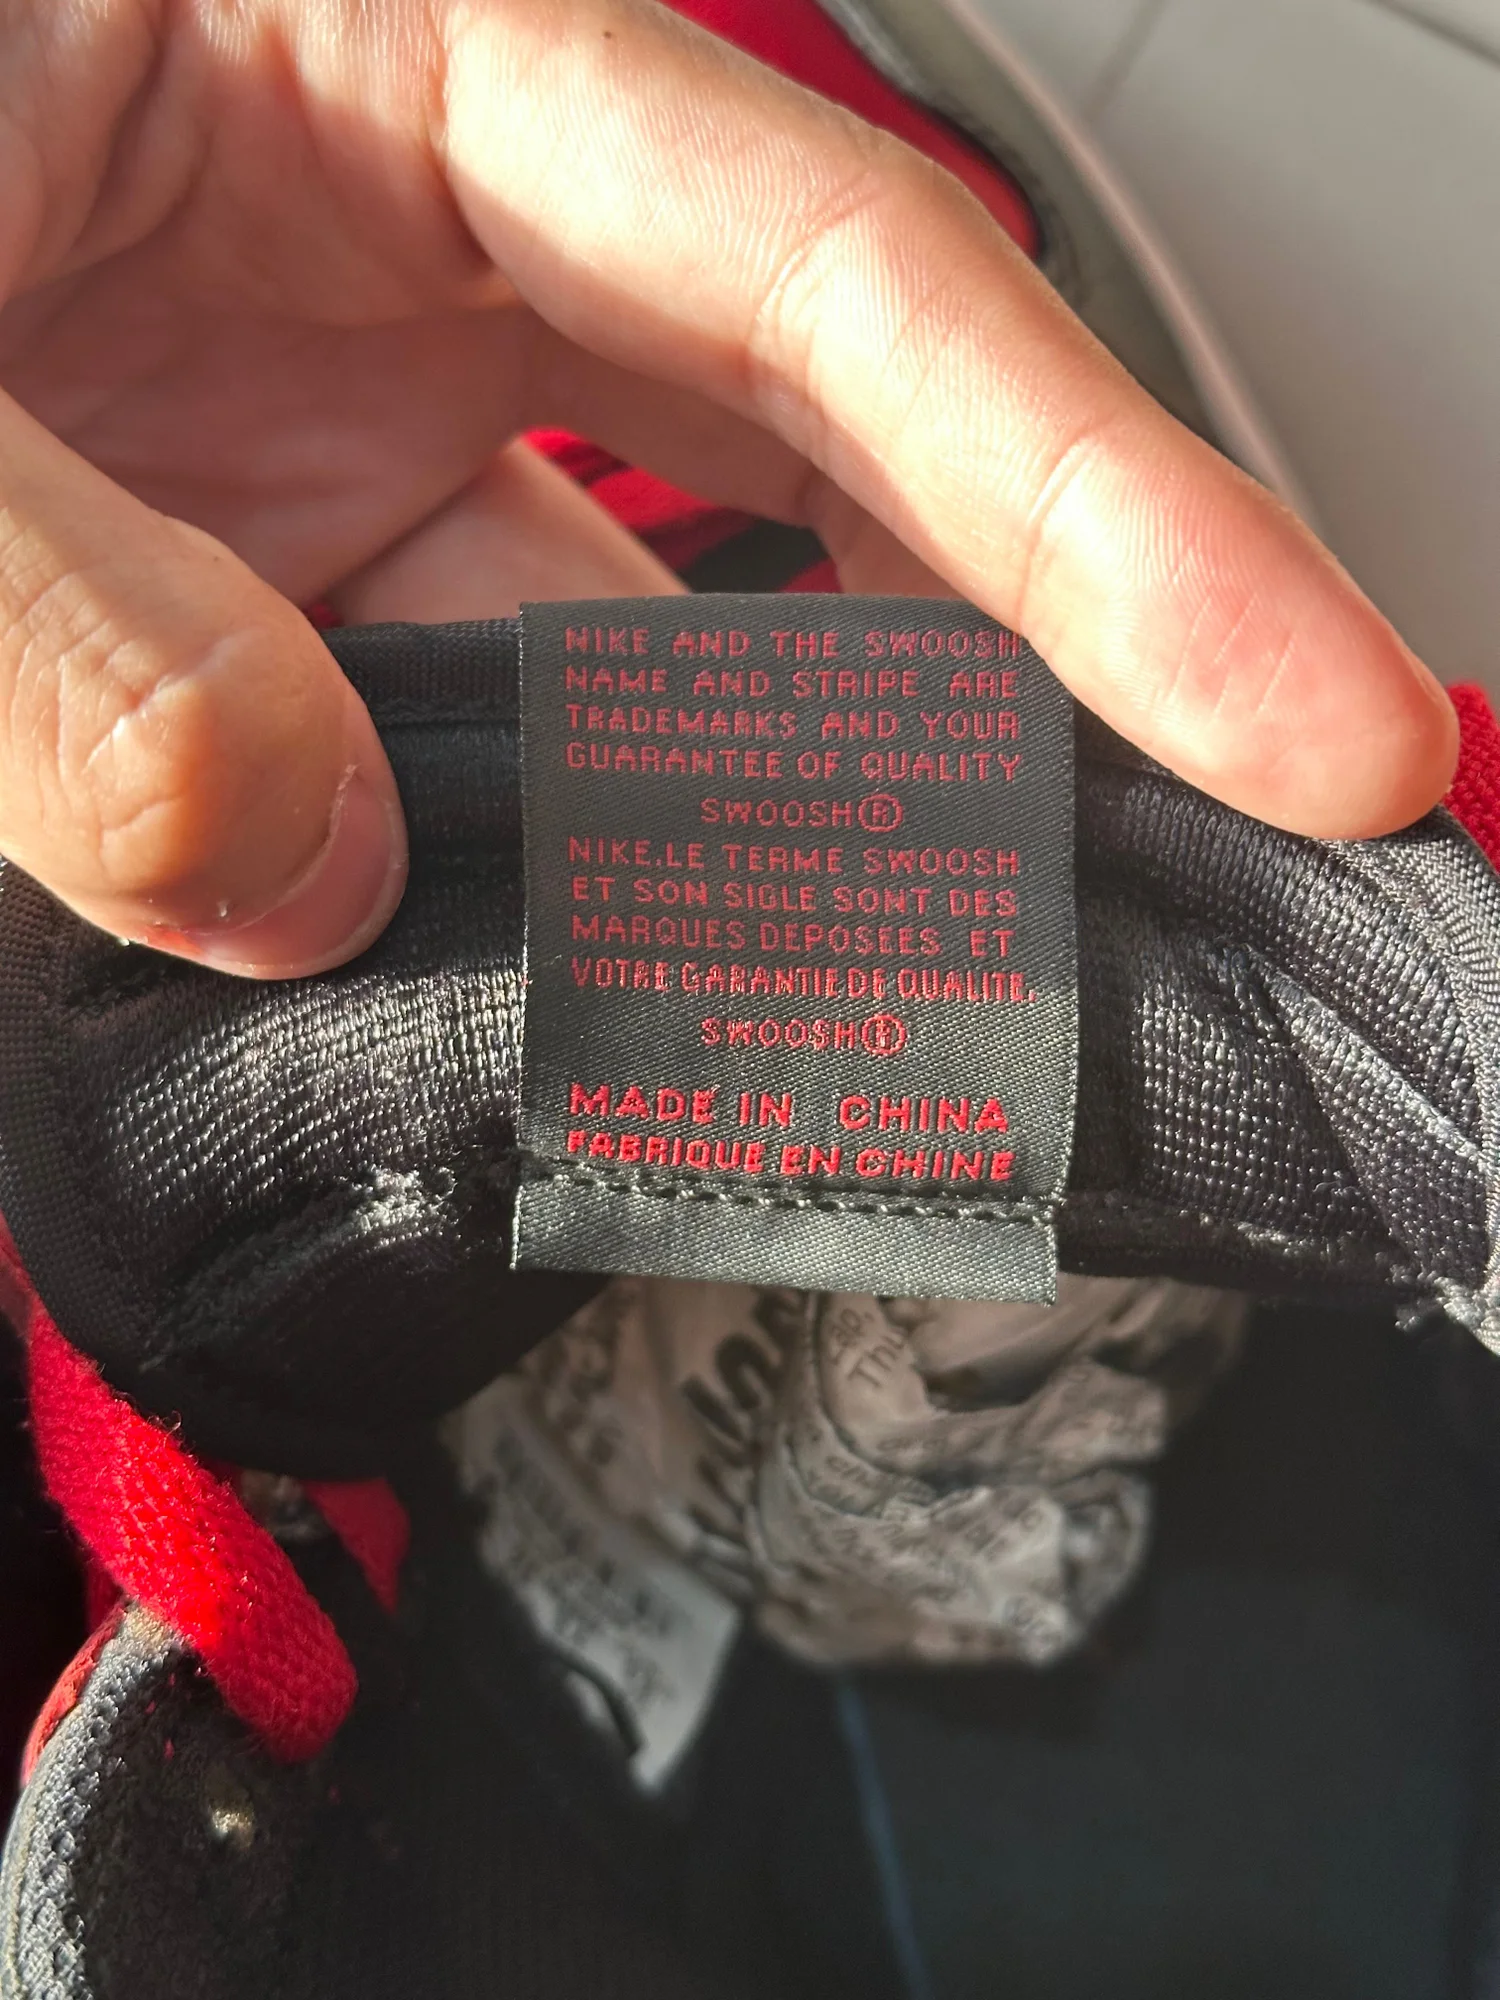 NIKE AND THE SWOOSH
NAME AND STRIPE ARE
TRADEMARKS AND YOUR
GUARANTEE OF QUALITY
SWOOSH®
NIKE.LE TERME SWOOSH
ET SON SIGLE SONT DES
MARQUES DEPOSEES ET
VOTRE GARANTIE DE QUALITE.
SWOOSH®
MADE IN CHINA
FABRIQUE EN CHINE